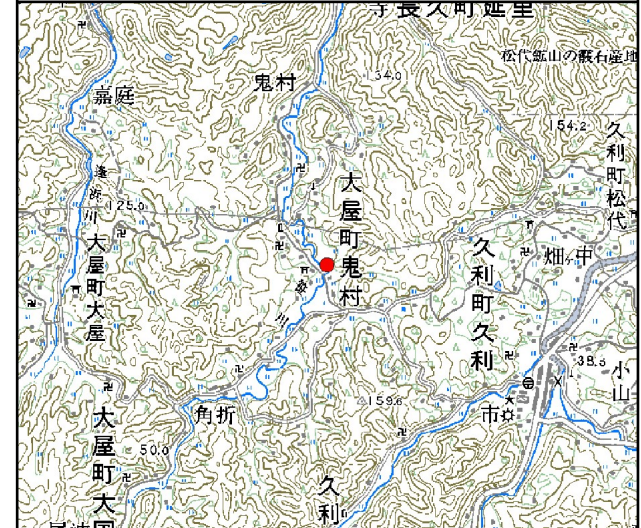 長久町延里
松代鉱山の霰石産地
134.0
鬼村
嘉庭
154.2
久利町松代
大屋町鬼村
逢浜川
125.0
大屋町大屋
久利町久利
畑ケ中
川
38.5
小山
159.6
角折
市
50.0
大屋町大国
久利